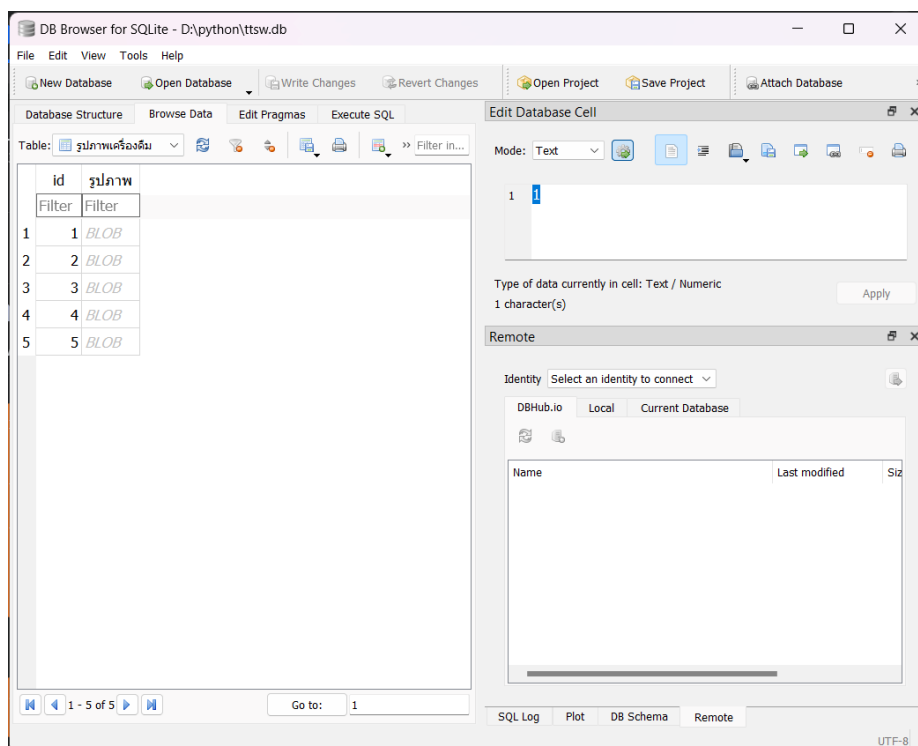 DB Browser for SQLite - D:\python\ttsw.db
File Edit View Tools Help
New Database Open Database Write Changes Revert Changes Open Project Save Project Attach Database
Database Structure Browse Data Edit Pragmas Execute SQL
Table: รูปภาพเครื่องดื่ม Filter in...
id รูปภาพ
Filter Filter
1 1 BLOB
2 2 BLOB
3 3 BLOB
4 4 BLOB
5 5 BLOB
1 - 5 of 5 Go to: 1
Edit Database Cell
Mode: Text
1 1
Type of data currently in cell: Text / Numeric
1 character(s)
Apply
Remote
Identity Select an identity to connect
DBHub.io Local Current Database
Name Last modified Siz
SQL Log Plot DB Schema Remote
UTF-8